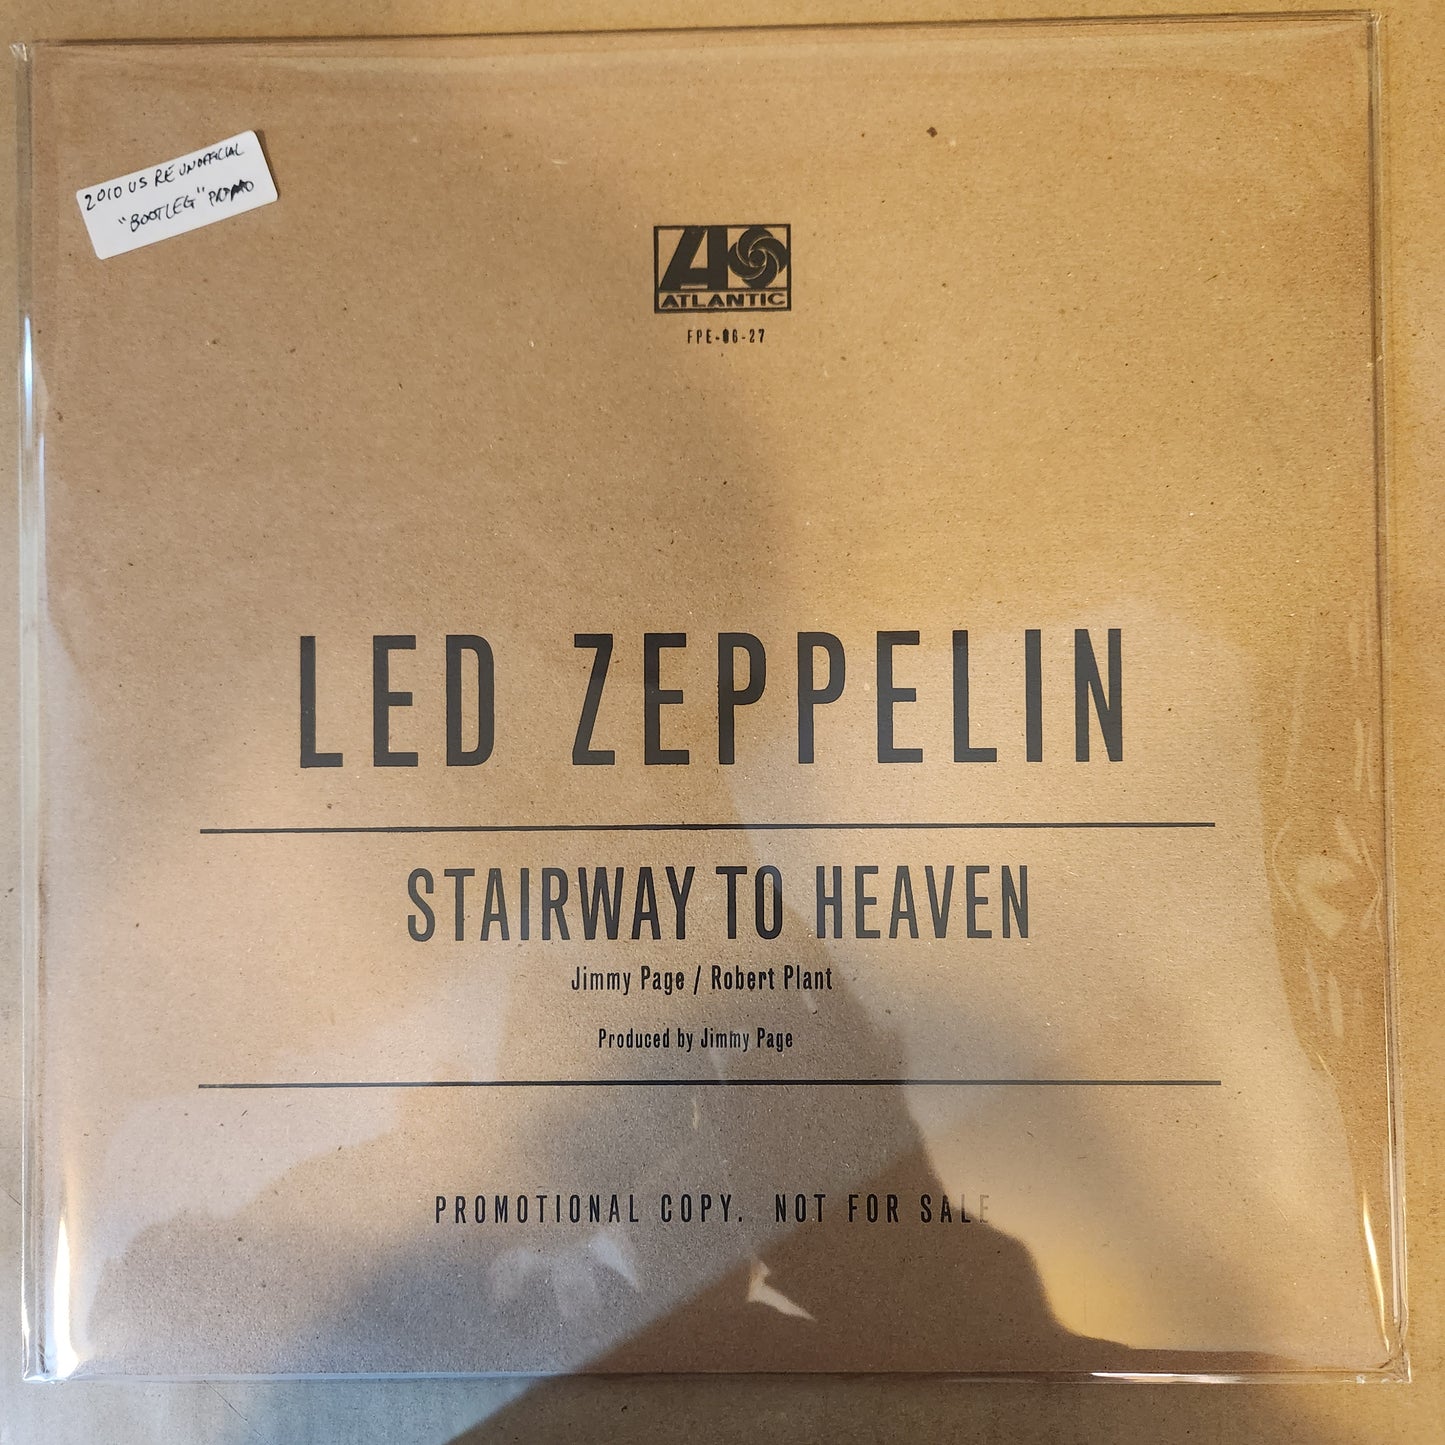 2010 US RE UNOFFICIAL
"BOOTLEG" PROMO
ATLANTIC
FPE-06-27
LED ZEPPELIN
STAIRWAY TO HEAVEN
Jimmy Page / Robert Plant
Produced by Jimmy Page
PROMOTIONAL COPY. NOT FOR SALE